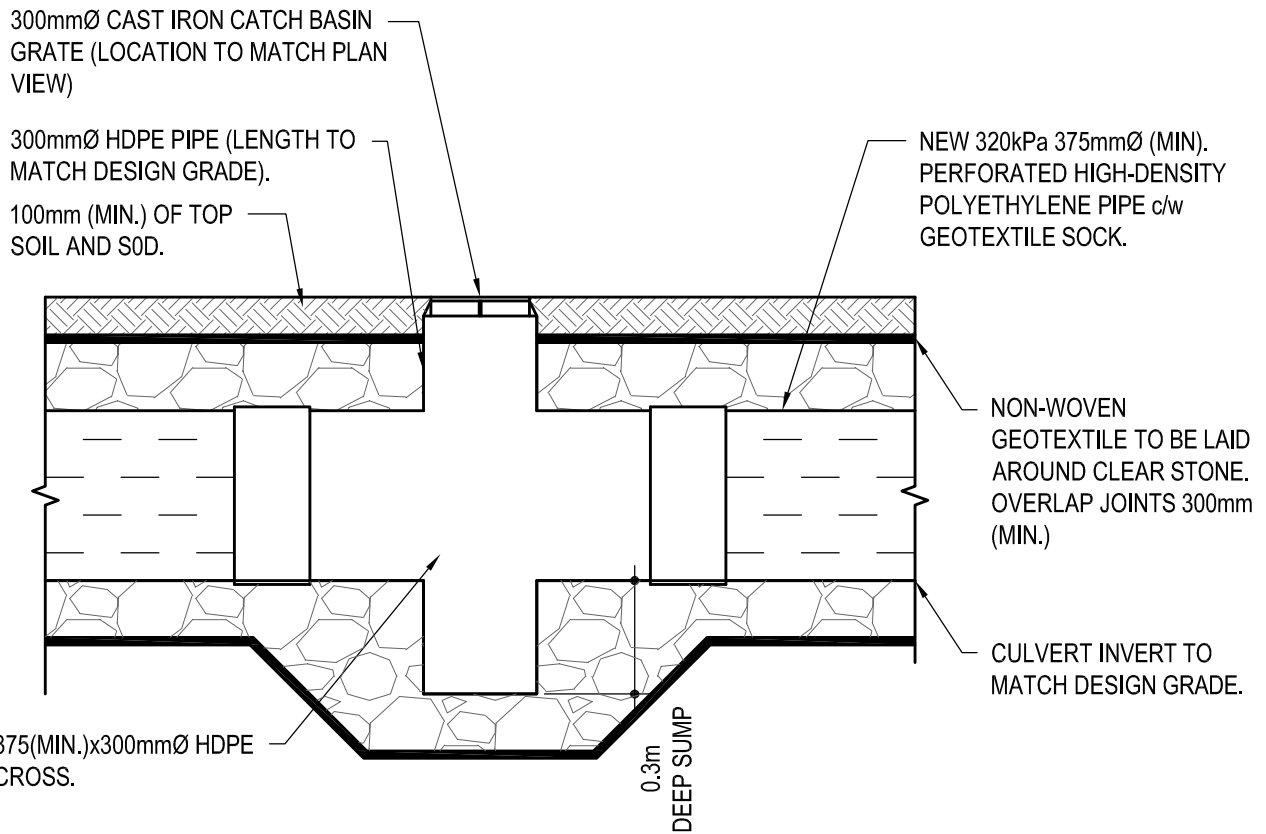 300mmØ CAST IRON CATCH BASIN
GRATE (LOCATION TO MATCH PLAN
VIEW)
300mmØ HDPE PIPE (LENGTH TO
MATCH DESIGN GRADE).
100mm (MIN.) OF TOP
SOIL AND S0D.
NEW 320kPa 375mmØ (MIN).
PERFORATED HIGH-DENSITY
POLYETHYLENE PIPE c/w
GEOTEXTILE SOCK.
NON-WOVEN
GEOTEXTILE TO BE LAID
AROUND CLEAR STONE.
OVERLAP JOINTS 300mm
(MIN.)
CULVERT INVERT TO
MATCH DESIGN GRADE.
375(MIN.)x300mmØ HDPE
CROSS.
0.3m
DEEP SUMP